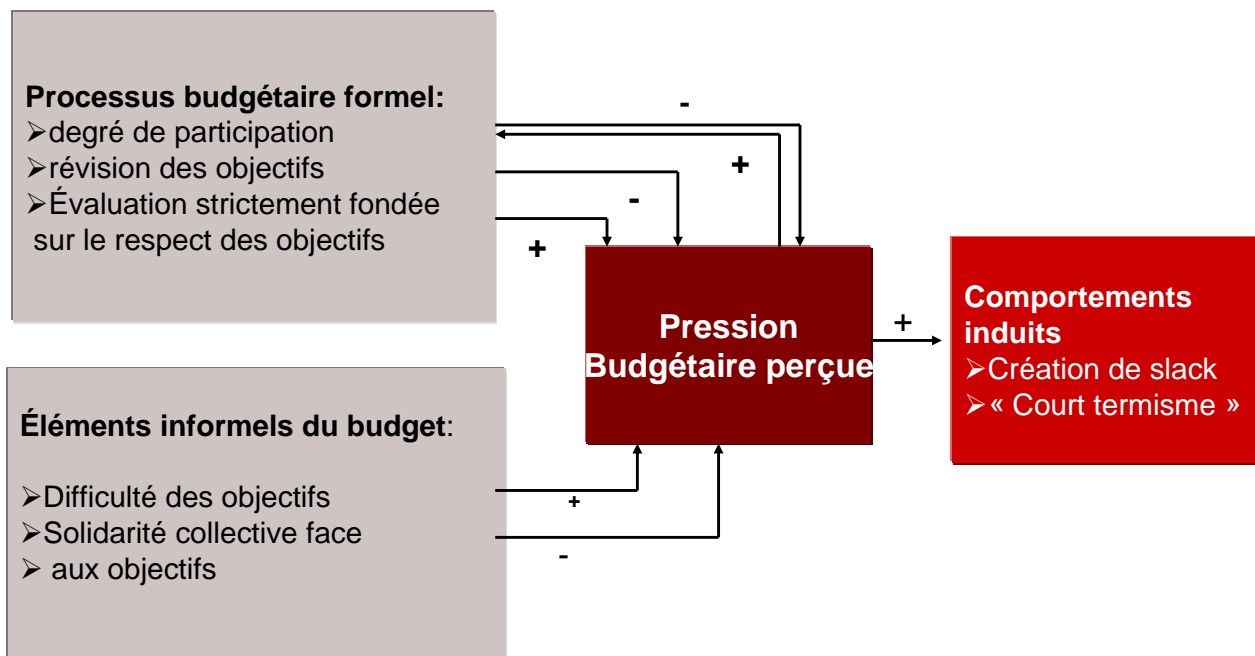 Processus budgétaire formel:
➢degré de participation
➢révision des objectifs
➢Évaluation strictement fondée
sur le respect des objectifs
-
+
-
+
Pression
Budgétaire perçue
+
Comportements
induits
➢Création de slack
➢« Court termisme »
Éléments informels du budget:
➢Difficulté des objectifs
➢Solidarité collective face
➢ aux objectifs
+
-